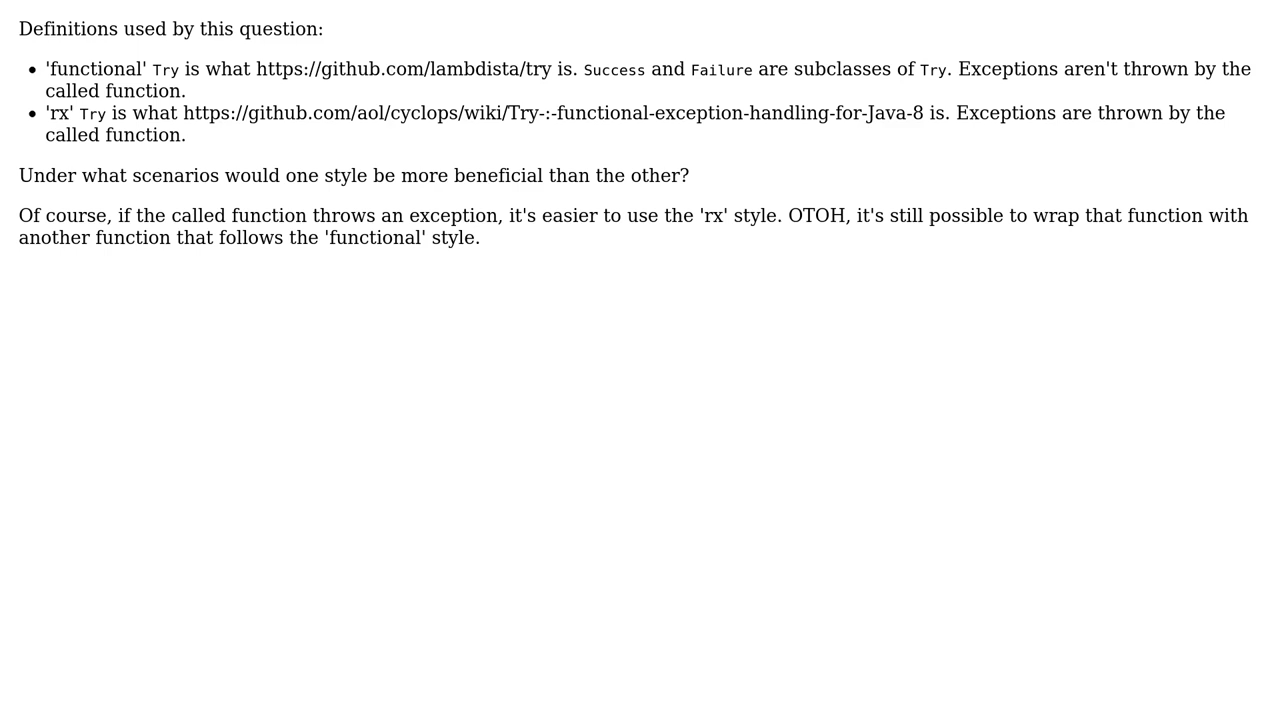 Definitions used by this question:
• 'functional' Try is what https://github.com/lambdista/try is. Success and Failure are subclasses of Try. Exceptions aren't thrown by the
called function.
• 'rx' Try is what https://github.com/aol/cyclops/wiki/Try-:-functional-exception-handling-for-Java-8 is. Exceptions are thrown by the
called function.
Under what scenarios would one style be more beneficial than the other?
Of course, if the called function throws an exception, it's easier to use the 'rx' style. OTOH, it's still possible to wrap that function with
another function that follows the 'functional' style.